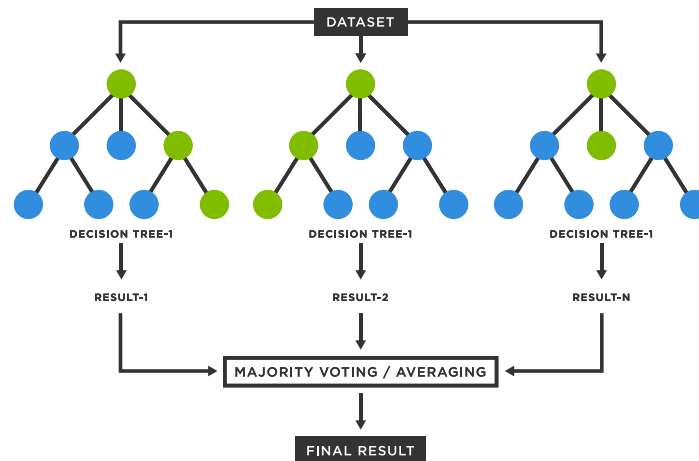 DATASET
DECISION TREE-1
DECISION TREE-1
DECISION TREE-1
RESULT-1
RESULT-2
RESULT-N
MAJORITY VOTING / AVERAGING
FINAL RESULT